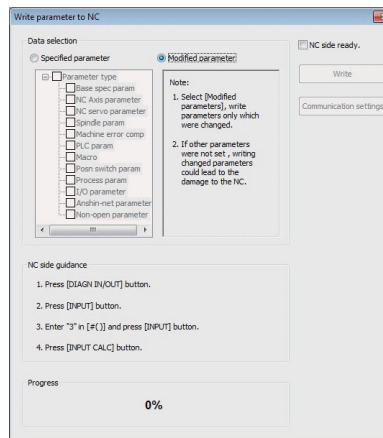 Write parameter to NC
Data selection
Specified parameter
Modified parameter
NC side ready.
Parameter type
Base spec param
NC Axis parameter
NC servo parameter
Spindle param
Machine error comp
PLC param
Macro
Posn switch param
Process param
I/O parameter
Anshin-net parameter
Non-open parameter
Note:
1. Select [Modified
parameters], write
parameters only which
were changed.
2. If other parameters
were not set , writing
changed parameters
could lead to the
damage to the NC.
Write
Communication settings
NC side guidance
1. Press [DIAGN IN/OUT] button.
2. Press [INPUT] button.
3. Enter "3" in [#( )] and press [INPUT] button.
4. Press [INPUT CALC] button.
Progress
0%